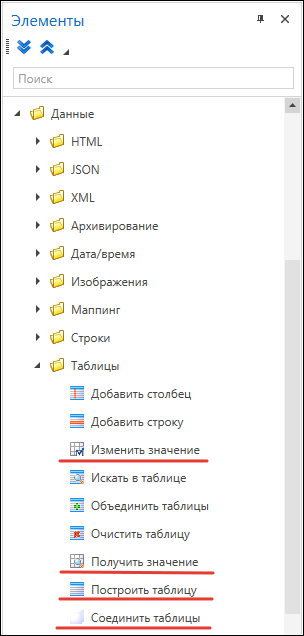 Элементы
Поиск
Данные
HTML
JSON
XML
Архивирование
Дата/время
Изображения
Маппинг
Строки
Таблицы
Добавить столбец
Добавить строку
Изменить значение
Искать в таблице
Объединить таблицы
Очистить таблицу
Получить значение
Построить таблицу
Соединить таблицы